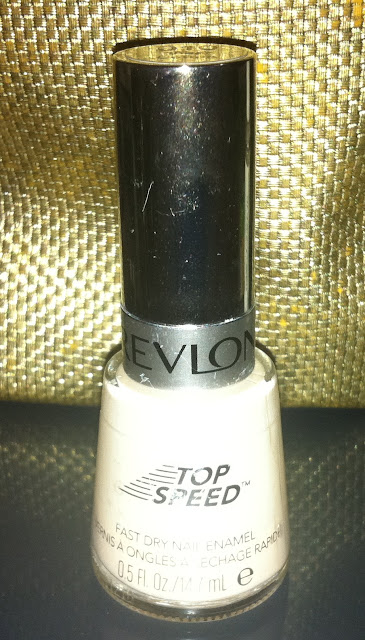 REVLON
TOP
SPEED™
FAST DRY NAIL ENAMEL
VERNIS À ONGLES À SÉCHAGE RAPIDE
0.5 Fl. Oz./14.7 mL e